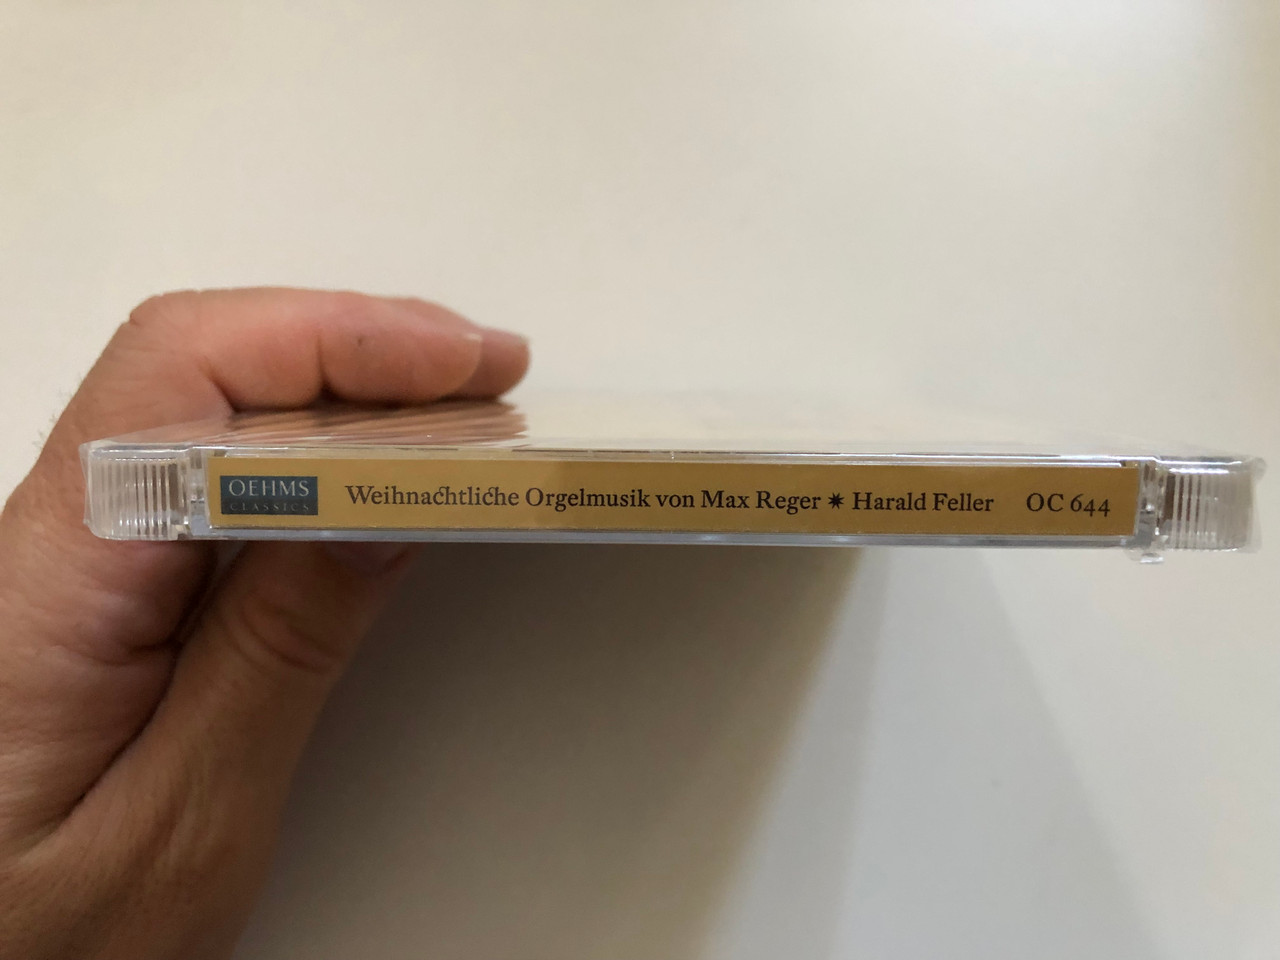 OEHMS
CLASSICS
Weihnachtliche Orgelmusik von Max Reger ✷ Harald Feller OC 644